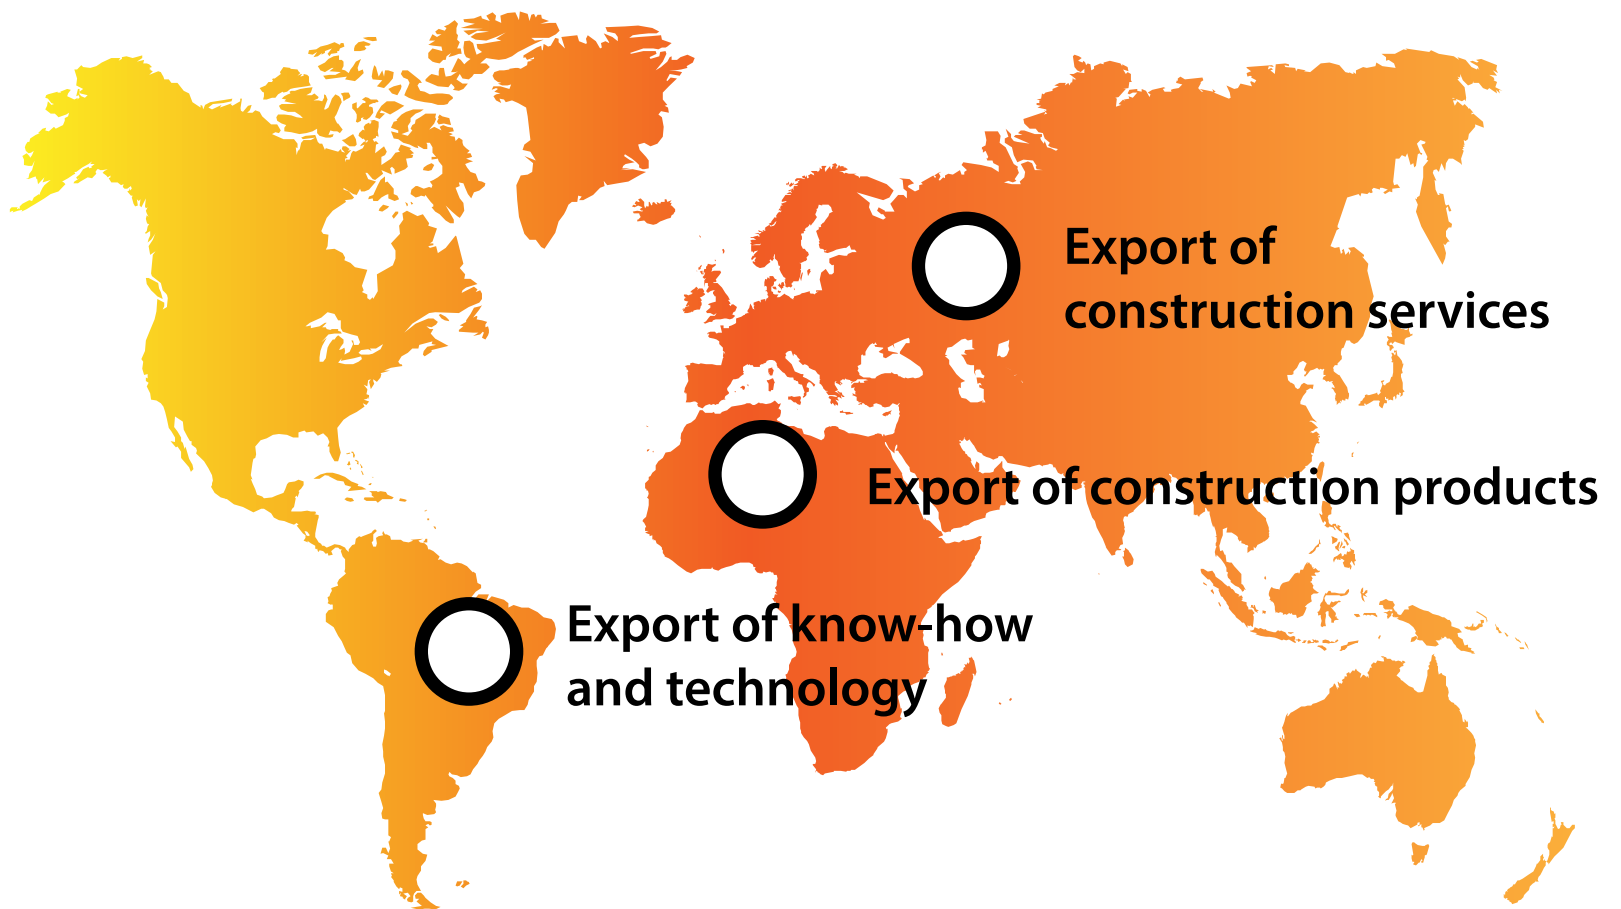 Export of
construction services
Export of construction products
Export of know-how
and technology